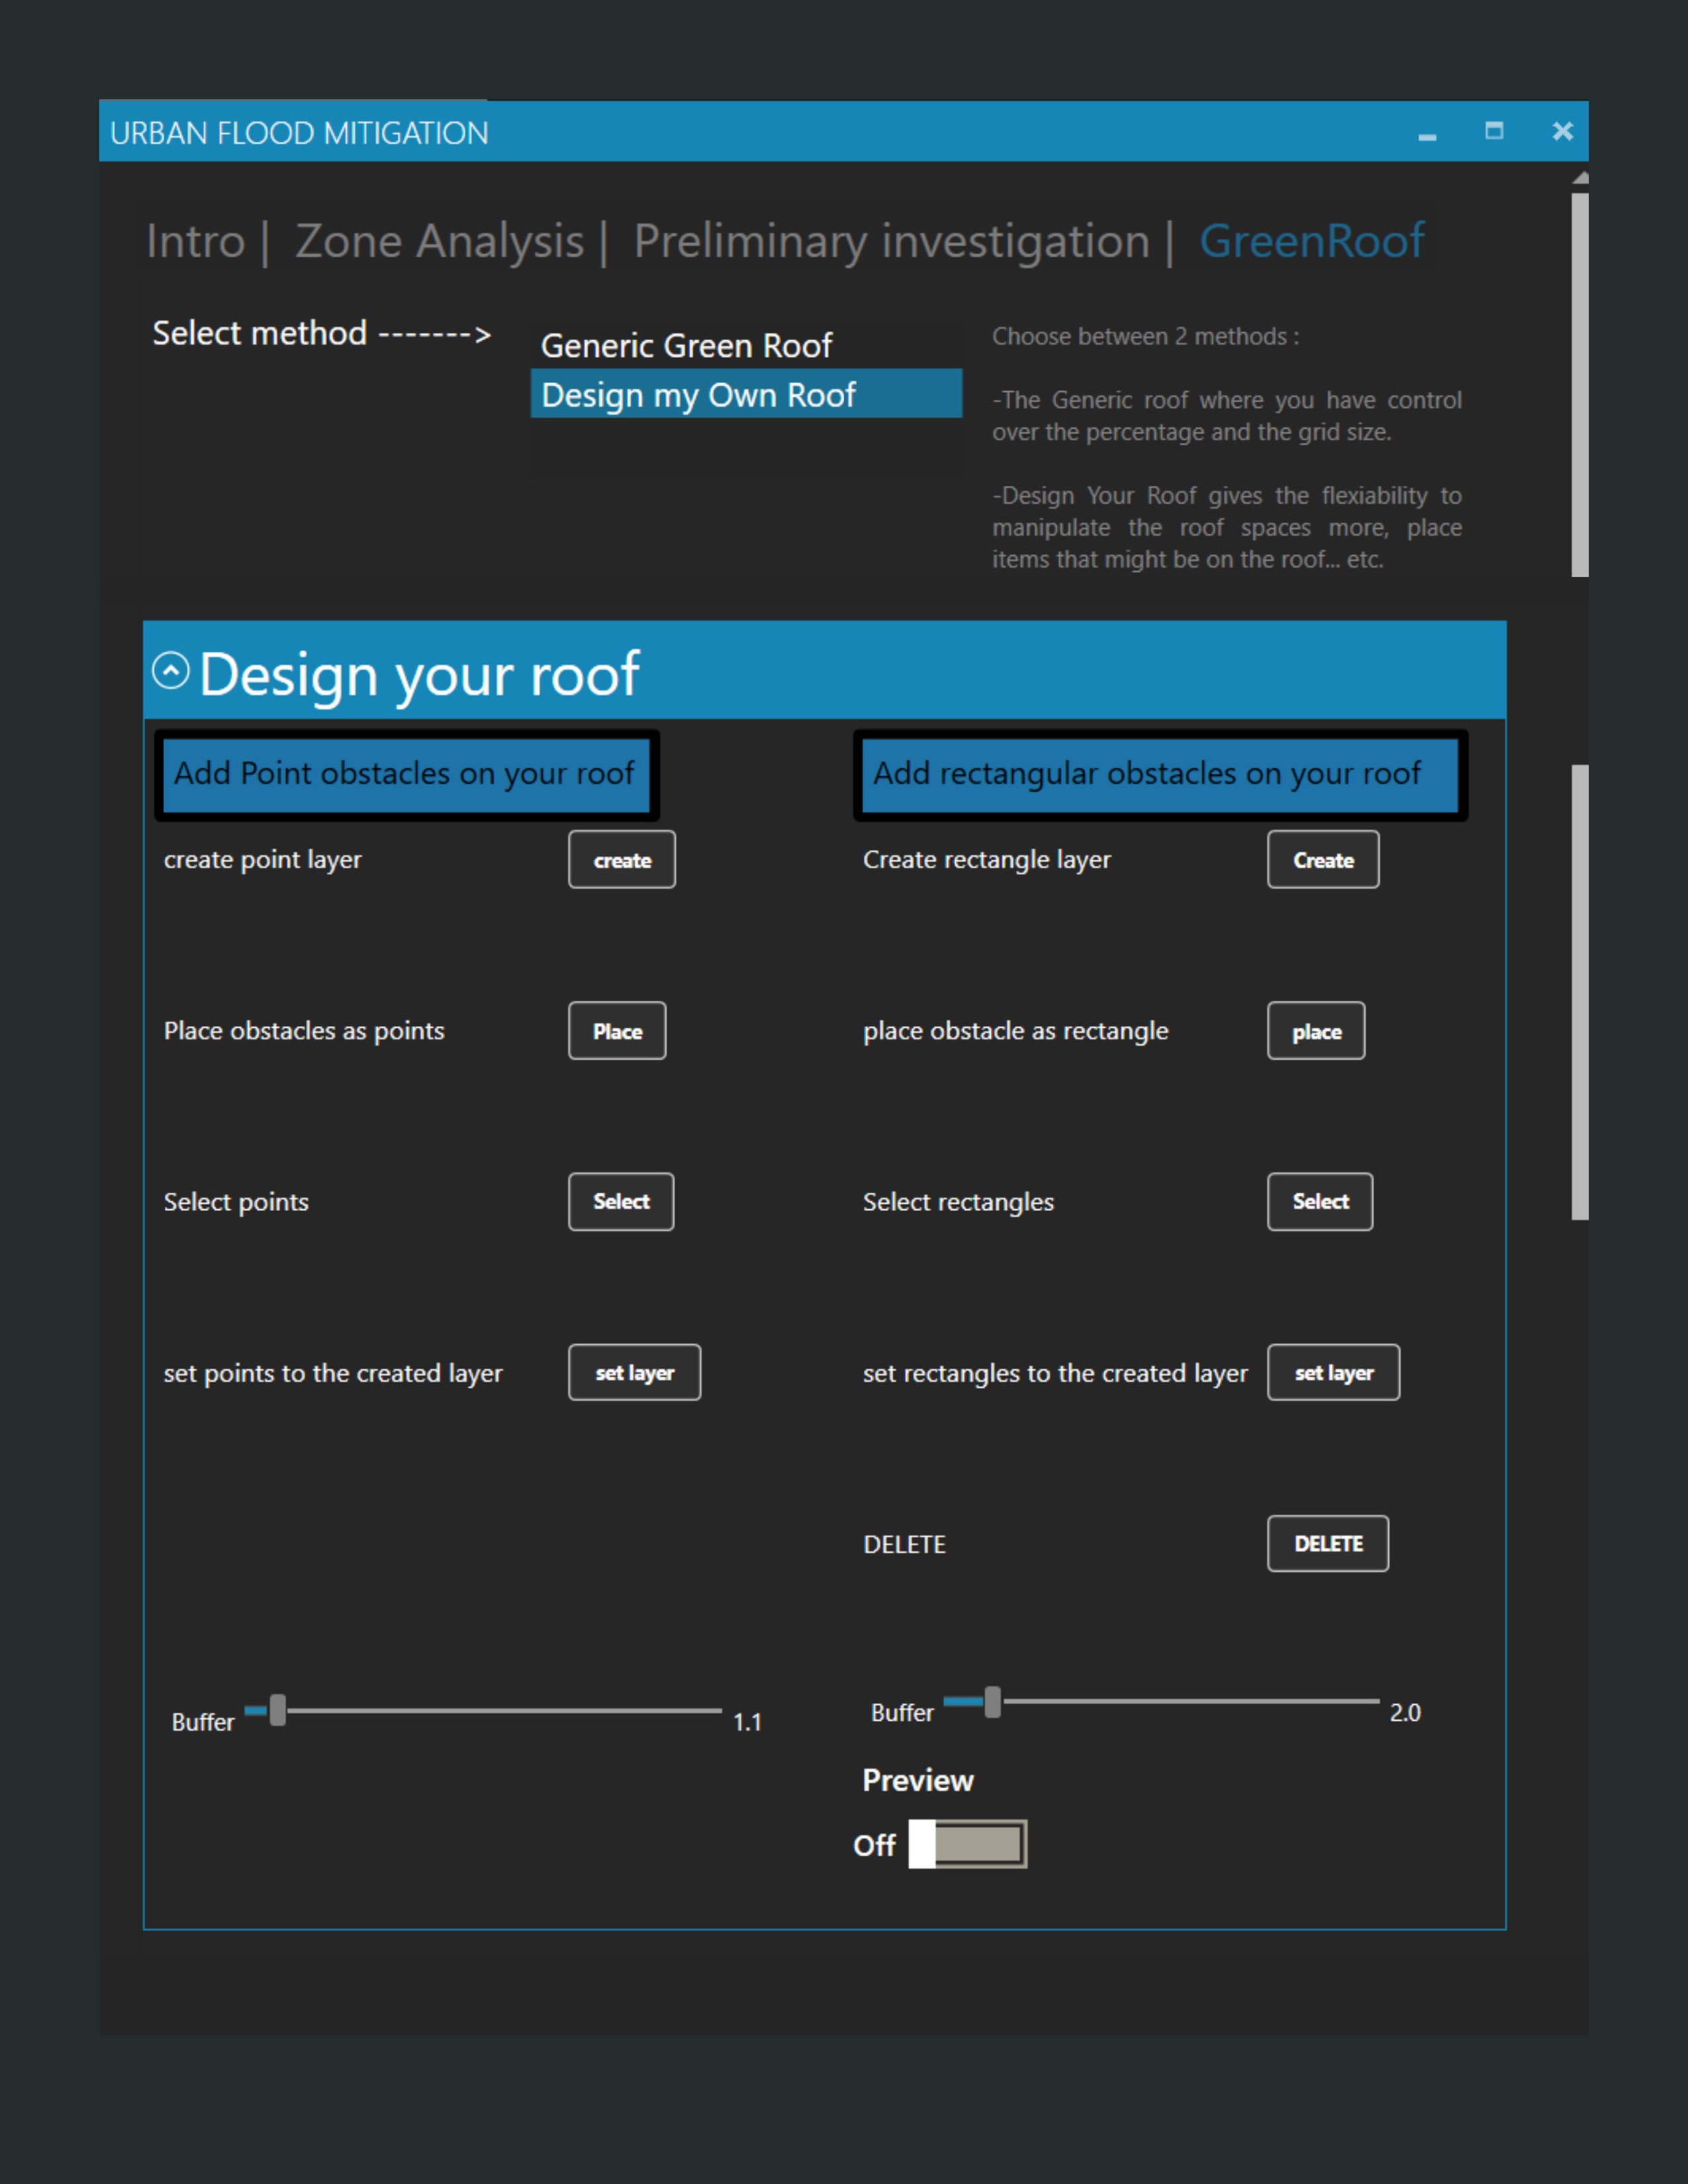 URBAN FLOOD MITIGATION
Intro | Zone Analysis | Preliminary investigation | GreenRoof
Select method ------->
Generic Green Roof
Design my Own Roof
Choose between 2 methods :
-The Generic roof where you have control
over the percentage and the grid size.
-Design Your Roof gives the flexiability to
manipulate the roof spaces more, place
items that might be on the roof... etc.
Design your roof
Add Point obstacles on your roof
Add rectangular obstacles on your roof
create point layer create
Create rectangle layer Create
Place obstacles as points Place
place obstacle as rectangle place
Select points Select
Select rectangles Select
set points to the created layer set layer
set rectangles to the created layer set layer
DELETE DELETE
Buffer 1.1
Buffer 2.0
Preview
Off